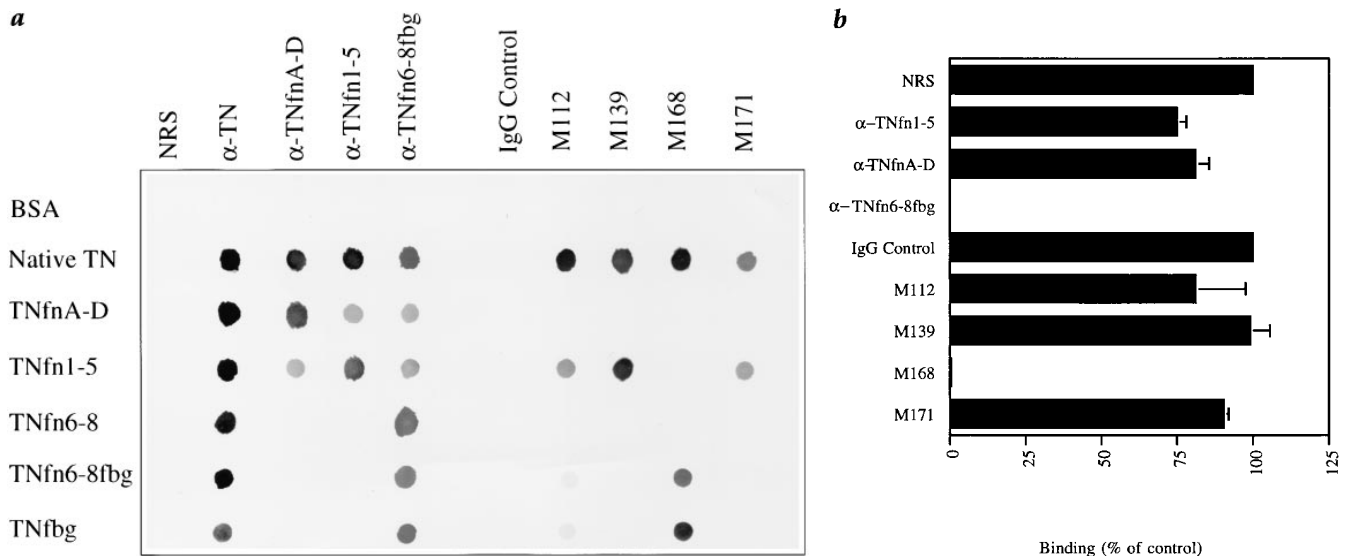 a
NRS
α-TN
α-TNfnA-D
α-TNfn1-5
α-TNfn6-8fbg
IgG Control
M112
M139
M168
M171
BSA
Native TN
TNfnA-D
TNfn1-5
TNfn6-8
TNfn6-8fbg
TNfbg
b
NRS
α-TNfn1-5
α-TNfnA-D
α-TNfn6-8fbg
IgG Control
M112
M139
M168
M171
0 25 50 75 100 125
Binding (% of control)